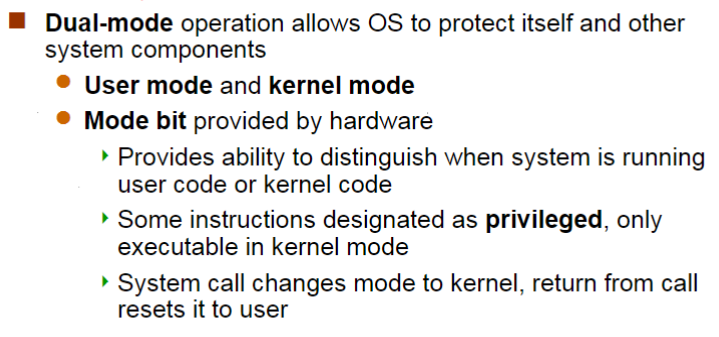 Dual-mode operation allows OS to protect itself and other
system components
User mode and kernel mode
Mode bit provided by hardware
Provides ability to distinguish when system is running
user code or kernel code
Some instructions designated as privileged, only
executable in kernel mode
System call changes mode to kernel, return from call
resets it to user